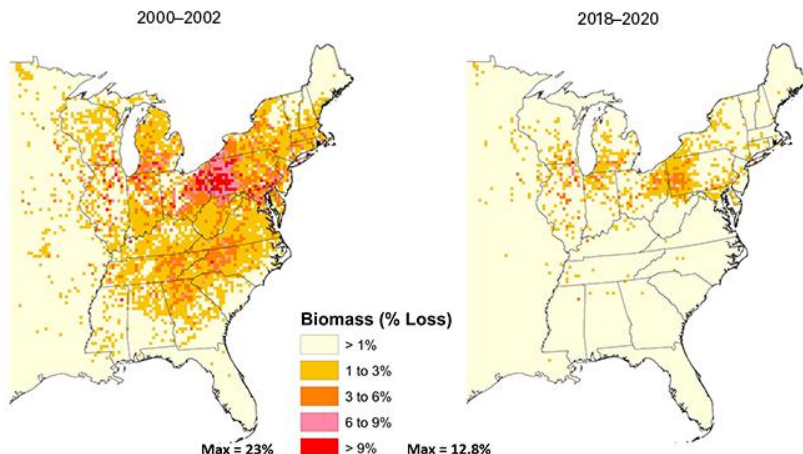 2000–2002
2018–2020
Biomass (% Loss)
> 1%
1 to 3%
3 to 6%
6 to 9%
> 9%
Max = 23%
Max = 12.8%